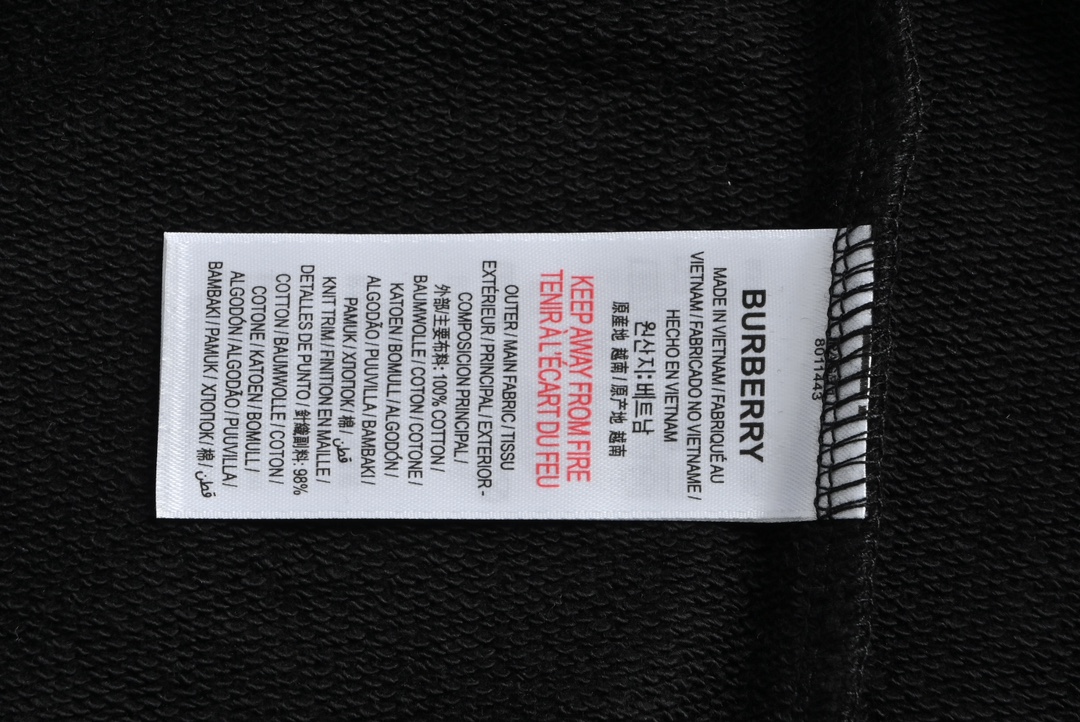 8011443
BURBERRY
MADE IN VIETNAM / FABRIQUÉ AU
VIETNAM / FABRICADO NO VIETNAME /
HECHO EN VIETNAM
원산지:베트남
原産地 越南 / 原产地 越南
KEEP AWAY FROM FIRE
TENIR À L'ÉCART DU FEU
OUTER / MAIN FABRIC / TISSU
EXTÉRIEUR / PRINCIPAL / EXTERIOR -
COMPOSICION PRINCIPAL /
外部/主要布料: 100% COTTON /
BAUMWOLLE / COTON / COTONE /
KATOEN / BOMULL / ALGODÓN /
ALGODÃO / PUUVILLA / BAMBAKI /
PAMUK / ΧΙΤΟΠΟΚ / 棉 / قطن
KNIT TRIM / FINITION EN MAILLE /
DETALLES DE PUNTO / 針織副料: 98%
COTTON / BAUMWOLLE / COTON /
COTONE / KATOEN / BOMULL /
ALGODÓN / ALGODÃO / PUUVILLA /
BAMBAKI / PAMUK / ΧΙΤΟΠΟΚ / 棉 / قطن